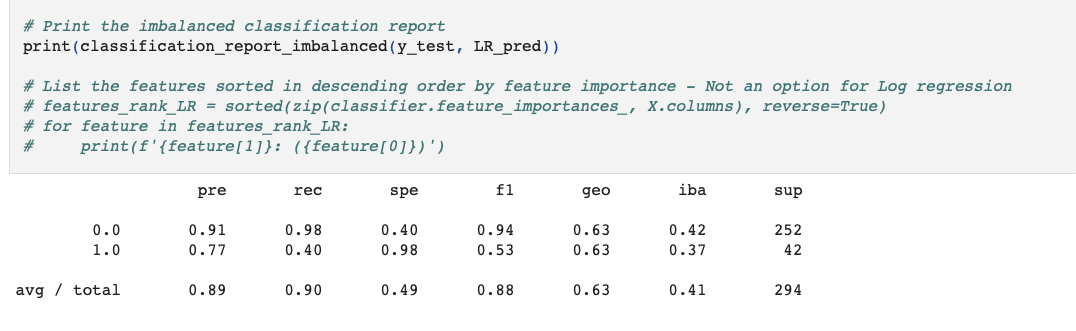 # Print the imbalanced classification report
print(classification_report_imbalanced(y_test, LR_pred))
# List the features sorted in descending order by feature importance - Not an option for Log regression
# features_rank_LR = sorted(zip(classifier.feature_importances_, X.columns), reverse=True)
# for feature in features_rank_LR:
#     print(f'{feature[1]}: ({feature[0]})')
pre rec spe f1 geo iba sup
0.0 0.91 0.98 0.40 0.94 0.63 0.42 252
1.0 0.77 0.40 0.98 0.53 0.63 0.37 42
avg / total 0.89 0.90 0.49 0.88 0.63 0.41 294